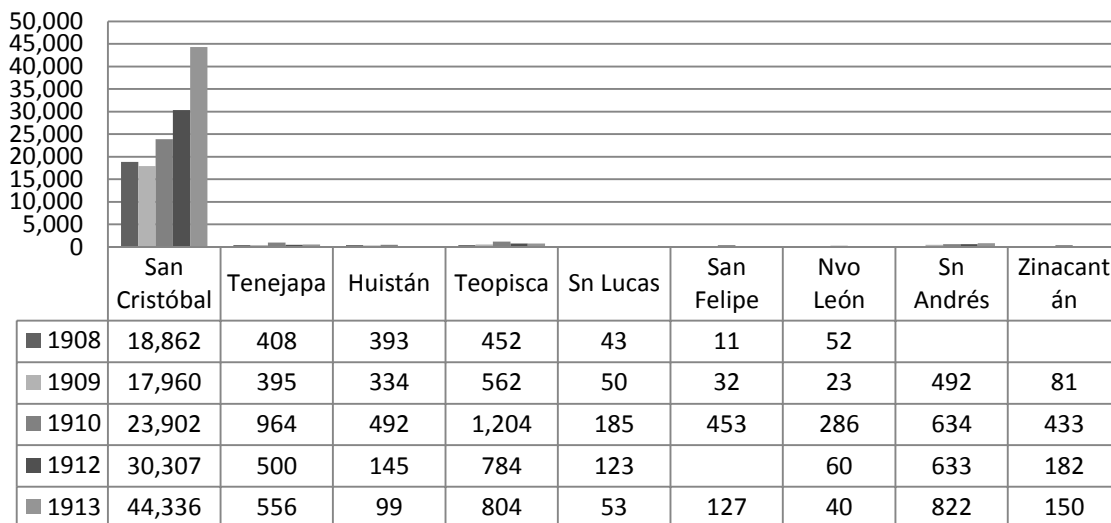 50,000
45,000
40,000
35,000
30,000
25,000
20,000
15,000
10,000
5,000
0
San Cristóbal Tenejapa Huistán Teopisca Sn Lucas San Felipe Nvo León Sn Andrés Zinacant án
1908 18,862 408 393 452 43 11 52
1909 17,960 395 334 562 50 32 23 492 81
1910 23,902 964 492 1,204 185 453 286 634 433
1912 30,307 500 145 784 123 60 633 182
1913 44,336 556 99 804 53 127 40 822 150